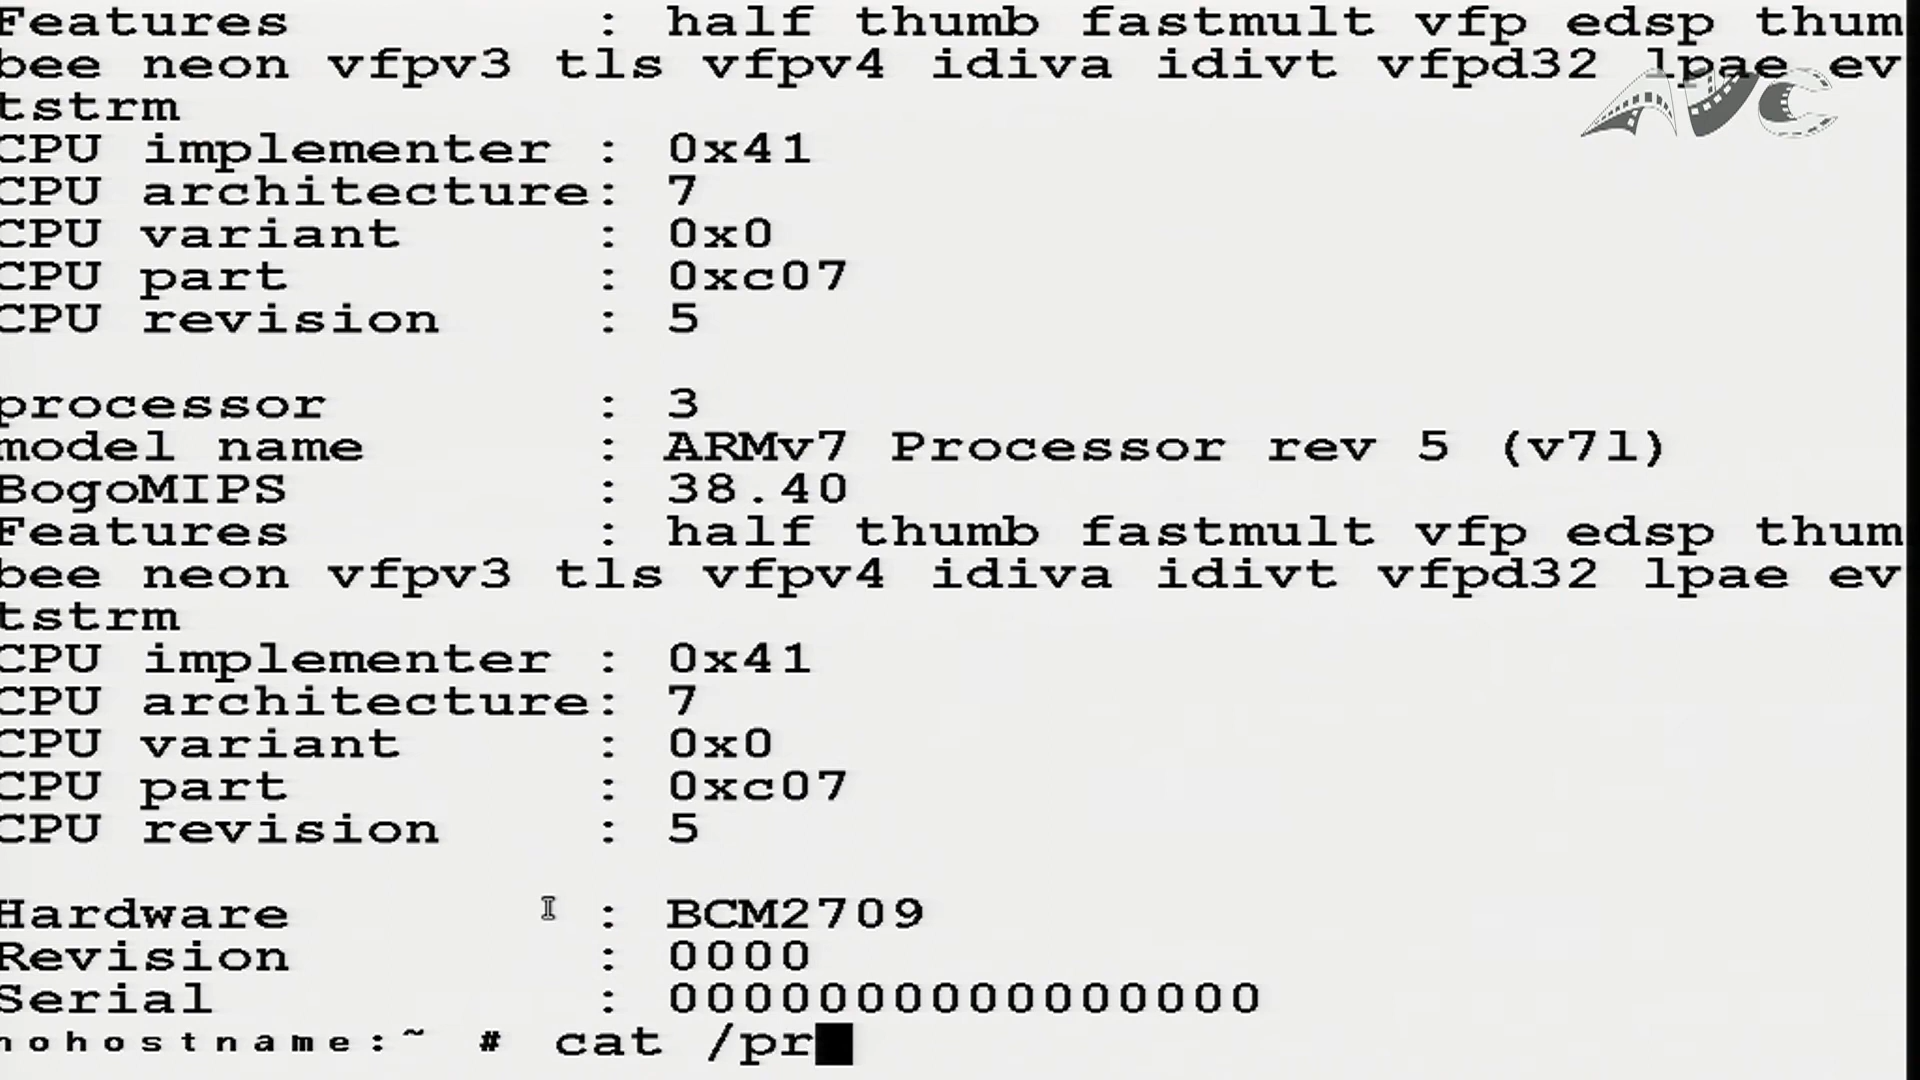 Features : half thumb fastmult vfp edsp thum
bee neon vfpv3 tls vfpv4 idiva idivt vfpd32 lpae ev
tstrm
AVC
CPU implementer : 0x41
CPU architecture: 7
CPU variant : 0x0
CPU part : 0xc07
CPU revision : 5
processor : 3
model name : ARMv7 Processor rev 5 (v7l)
BogoMIPS : 38.40
Features : half thumb fastmult vfp edsp thum
bee neon vfpv3 tls vfpv4 idiva idivt vfpd32 lpae ev
tstrm
CPU implementer : 0x41
CPU architecture: 7
CPU variant : 0x0
CPU part : 0xc07
CPU revision : 5
Hardware : BCM2709
Revision : 0000
Serial : 0000000000000000
nohostname:~ # cat /pr